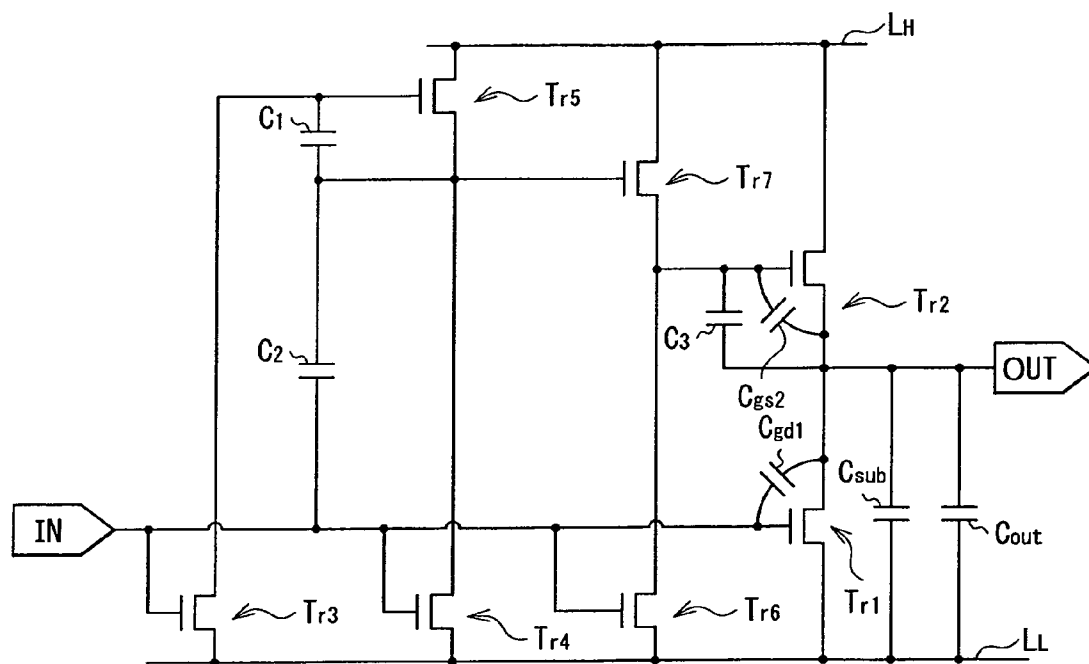 LH
Tr5
C1
Tr7
Tr2
C2
C3
OUT
Cgs2
Cgd1
Csub
IN
Cout
Tr3
Tr4
Tr6
Tr1
LL